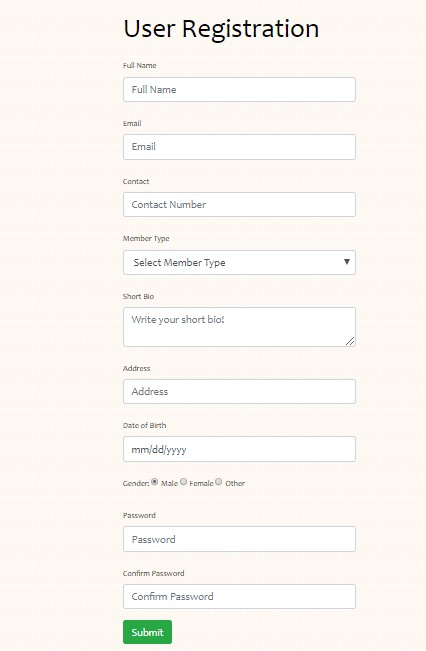 User Registration
Full Name
Full Name
Email
Email
Contact
Contact Number
Member Type
Select Member Type
Short Bio
Write your short bio!
Address
Address
Date of Birth
mm/dd/yyyy
Gender: Male Female Other
Password
Password
Confirm Password
Confirm Password
Submit